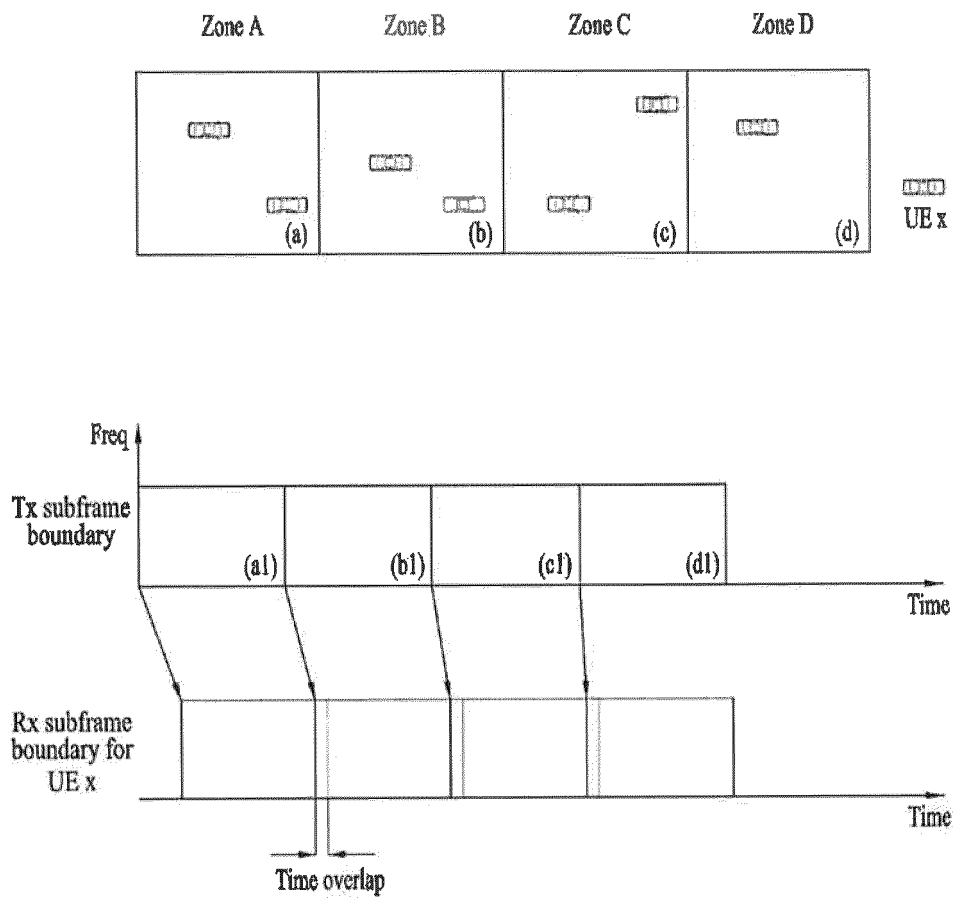 Zone A
Zone B
Zone C
Zone D
(a)
(b)
(c)
(d)
UE x
Freq
Tx subframe
boundary
(a1)
(b1)
(c1)
(d1)
Time
Rx subframe
boundary for
UE x
Time
Time overlap